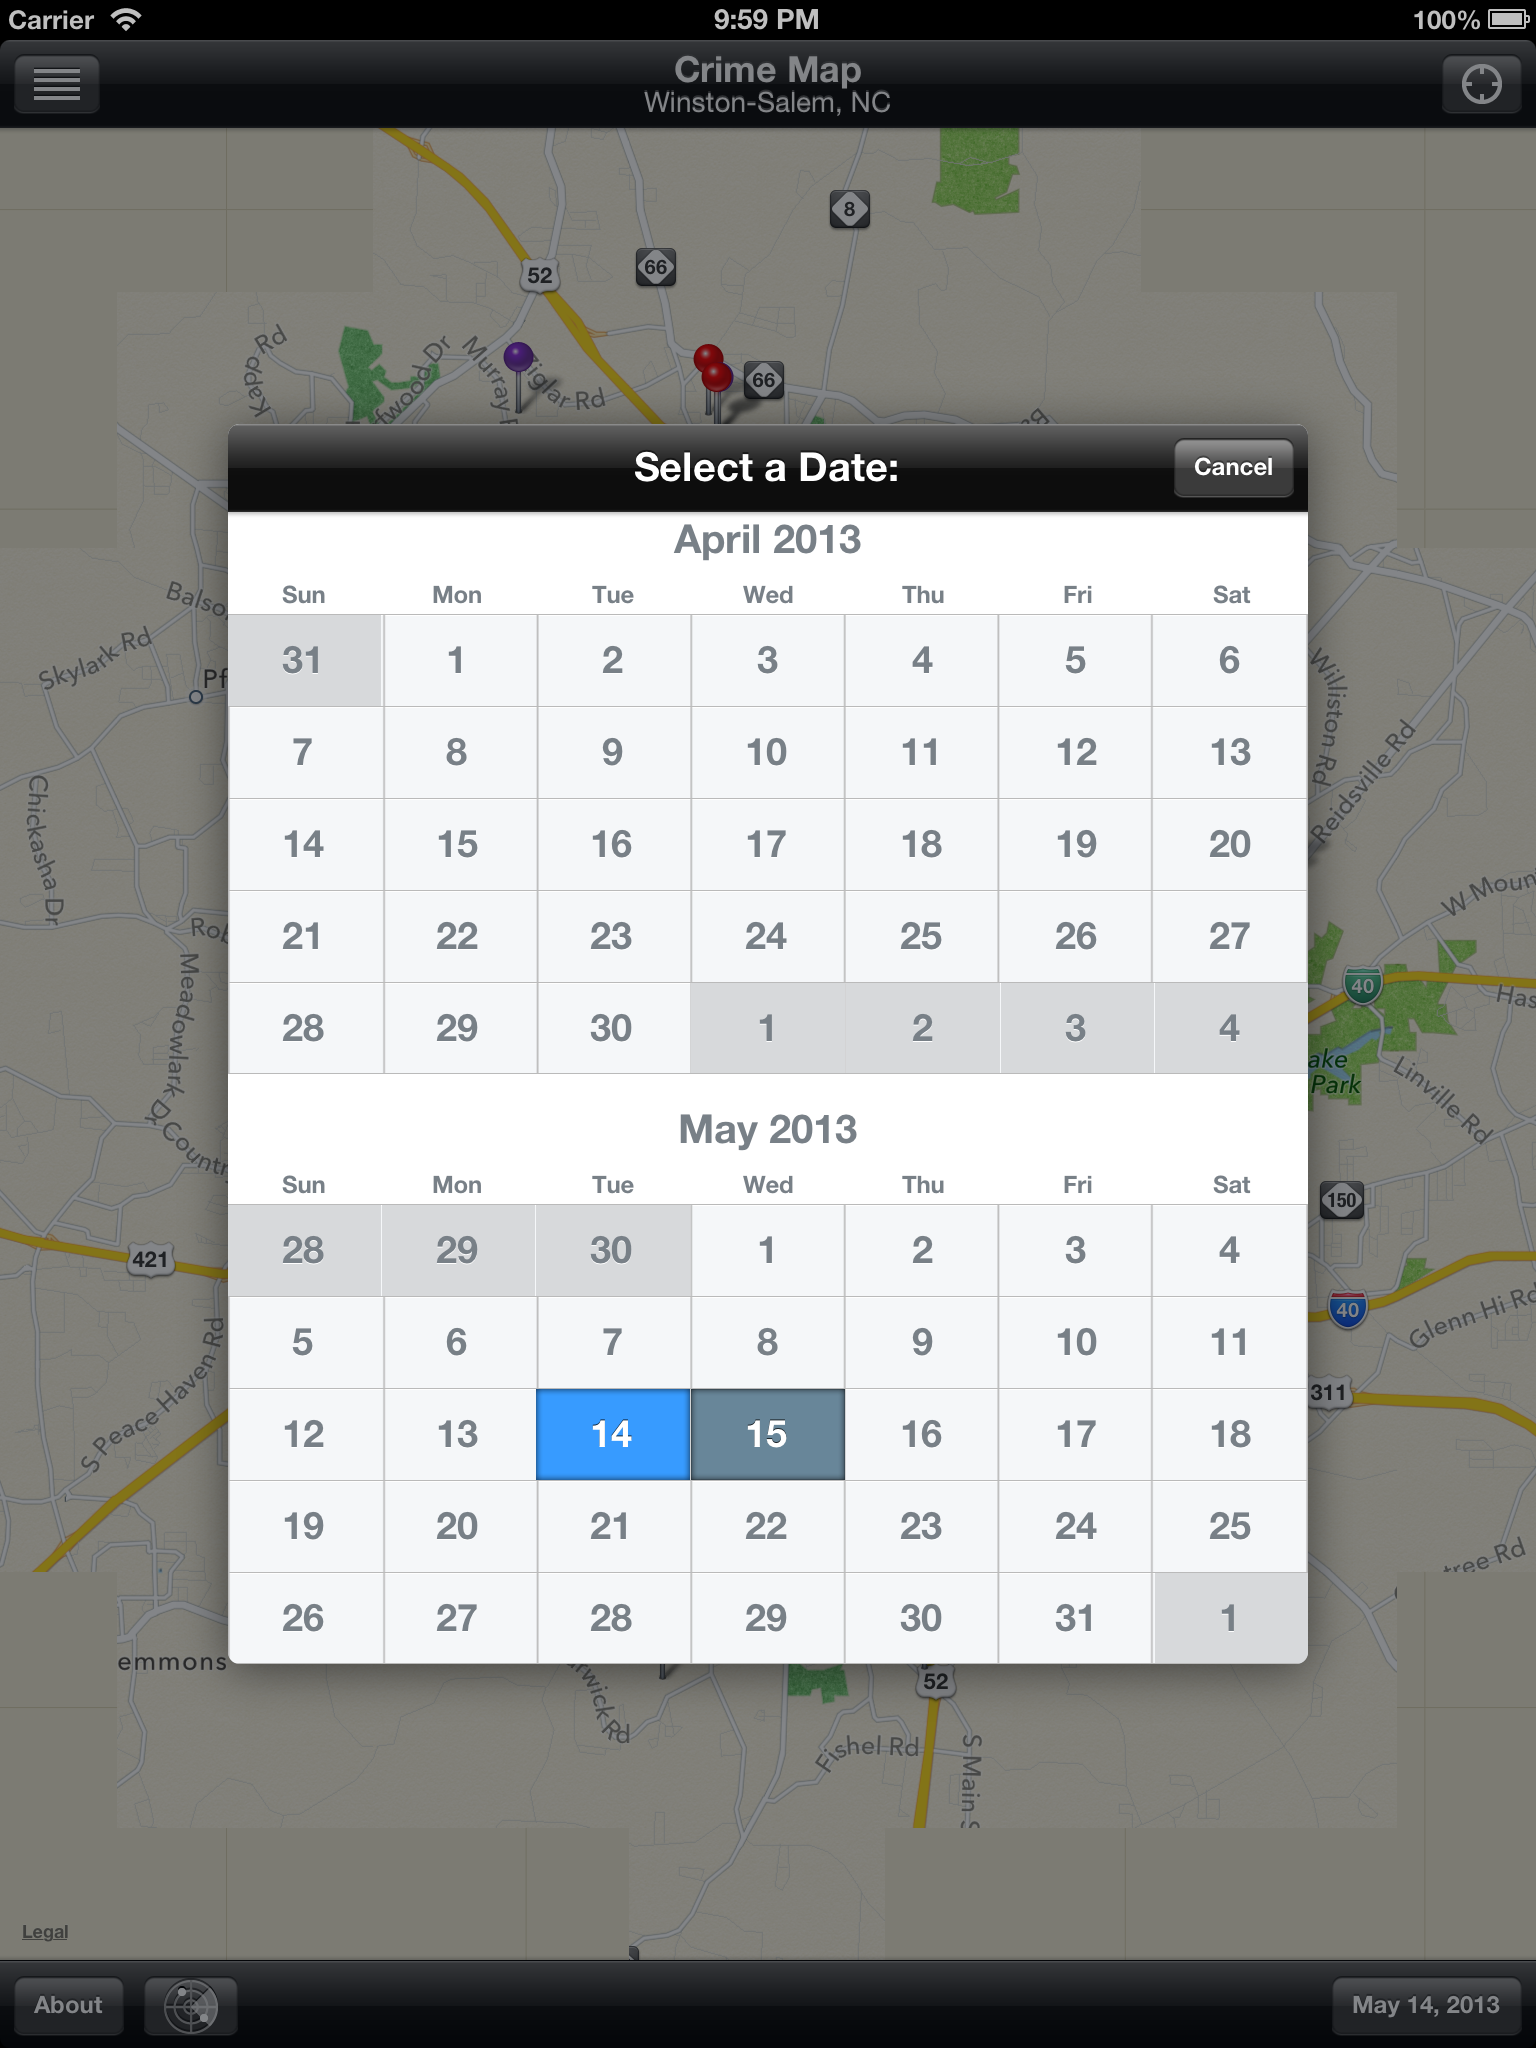 Carrier 9:59 PM 100%
Crime Map
Winston-Salem, NC
8
66
52
Kapp Rd
Murray
Ziglar Rd
66
Select a Date:
Cancel
April 2013
Sun Mon Tue Wed Thu Fri Sat
31 1 2 3 4 5 6
7 8 9 10 11 12 13
14 15 16 17 18 19 20
21 22 23 24 25 26 27
28 29 30 1 2 3 4
May 2013
Sun Mon Tue Wed Thu Fri Sat
28 29 30 1 2 3 4
5 6 7 8 9 10 11
12 13 14 15 16 17 18
19 20 21 22 23 24 25
26 27 28 29 30 31 1
Skylark Rd
Chickasha Dr
Meadowlark Dr
Country
421
S Peace Haven Rd
emmons
Williston Rd
Reidsville Rd
W Moun
40
Has
ake
Park
Linville Rd
150
40
Glenn Hi Rd
311
tree Rd
rwick Rd
52
Fishel Rd
S Main S
Legal
About
May 14, 2013